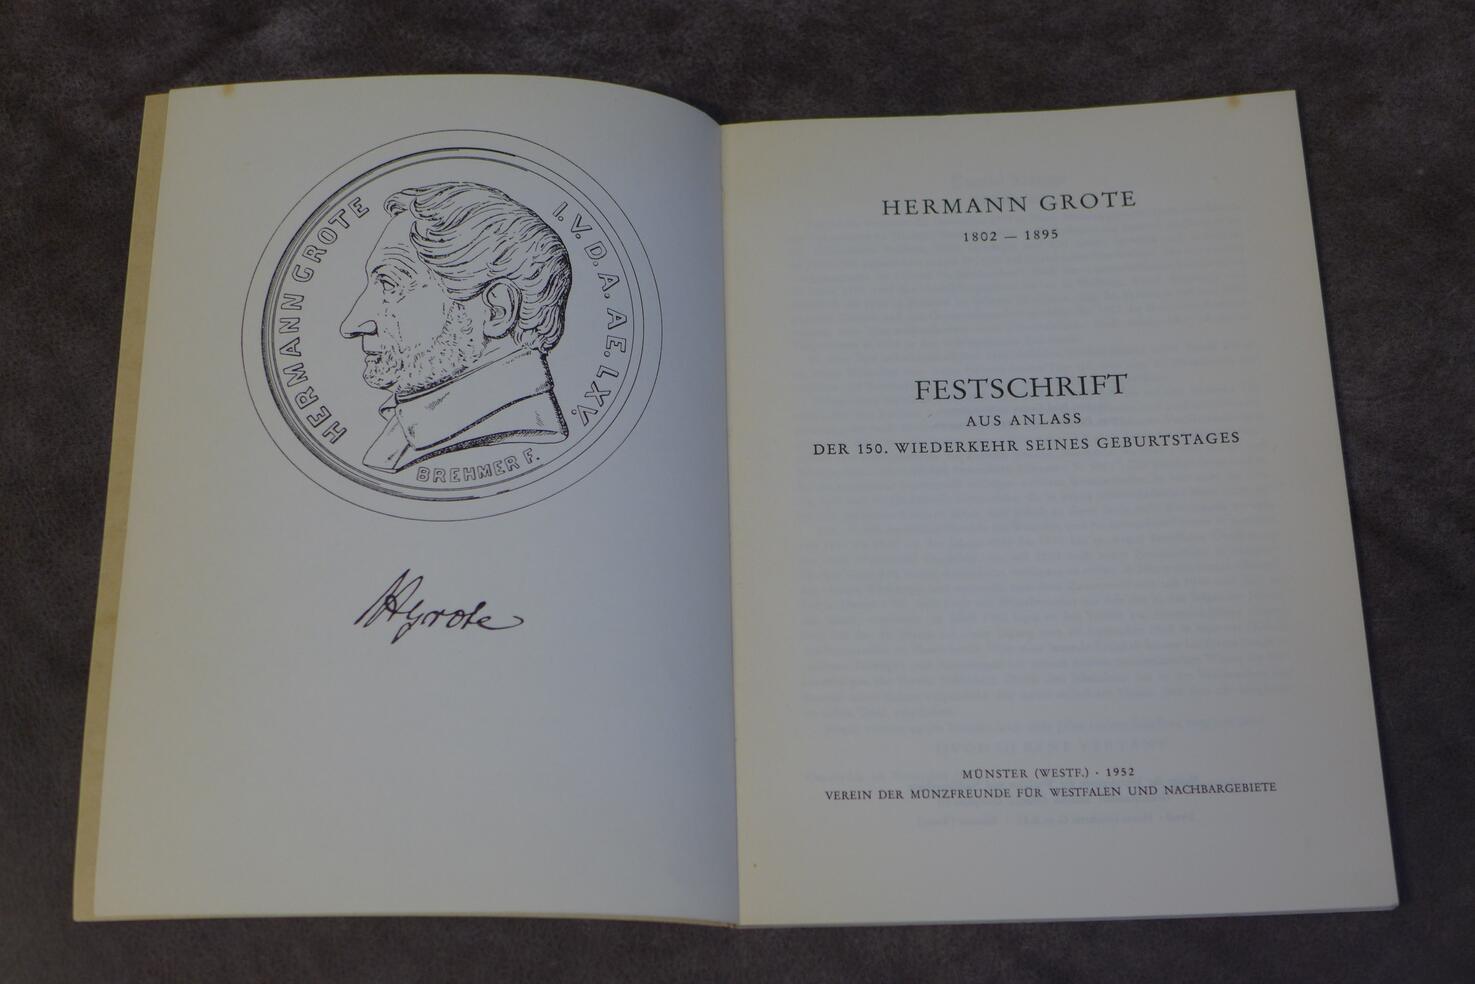 HERMANN GROTE
I. V. D. A. AE. LXV.
BREHMER F.
HGrote
HERMANN GROTE
1802 — 1895
FESTSCHRIFT
AUS ANLASS
DER 150. WIEDERKEHR SEINES GEBURTSTAGES
MÜNSTER (WESTF.) · 1952
VEREIN DER MÜNZFREUNDE FÜR WESTFALEN UND NACHBARGEBIETE